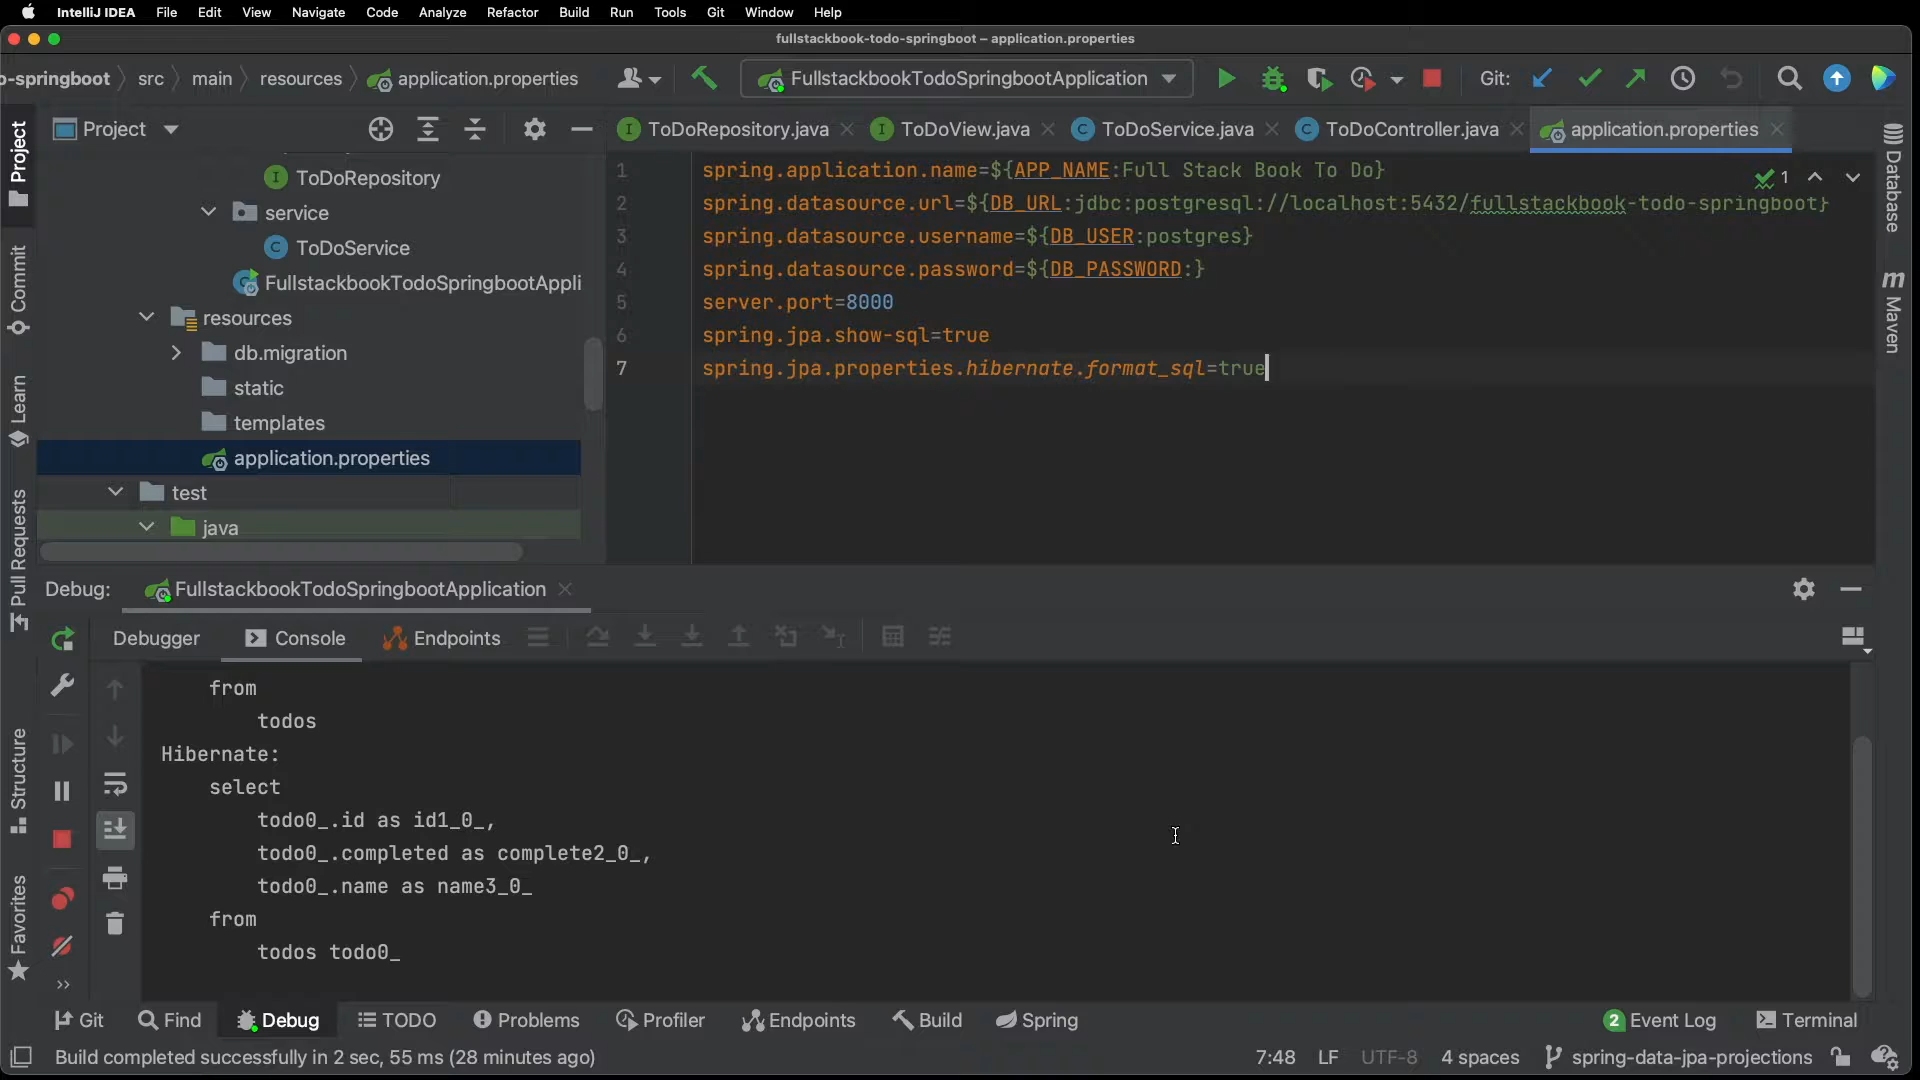 IntelliJ IDEA File Edit View Navigate Code Analyze Refactor Build Run Tools Git Window Help
fullstackbook-todo-springboot – application.properties
o-springboot src main resources application.properties FullstackbookTodoSpringbootApplication Git:
Project
ToDoRepository.java ToDoView.java ToDoService.java ToDoController.java application.properties
Project
Commit
Learn
Pull Requests
Structure
Favorites
Database
m
Maven
ToDoRepository
service
ToDoService
FullstackbookTodoSpringbootAppli
resources
db.migration
static
templates
application.properties
test
java
1 spring.application.name=${APP_NAME:Full Stack Book To Do}
1
2 spring.datasource.url=${DB_URL:jdbc:postgresql://localhost:5432/fullstackbook-todo-springboot}
3 spring.datasource.username=${DB_USER:postgres}
4 spring.datasource.password=${DB_PASSWORD:}
5 server.port=8000
6 spring.jpa.show-sql=true
7 spring.jpa.properties.hibernate.format_sql=true
Debug: FullstackbookTodoSpringbootApplication
Debugger Console Endpoints
from
todos
Hibernate:
select
todo0_.id as id1_0_,
todo0_.completed as complete2_0_,
todo0_.name as name3_0_
from
todos todo0_
Git Find Debug TODO Problems Profiler Endpoints Build Spring 2 Event Log Terminal
Build completed successfully in 2 sec, 55 ms (28 minutes ago) 7:48 LF UTF-8 4 spaces spring-data-jpa-projections